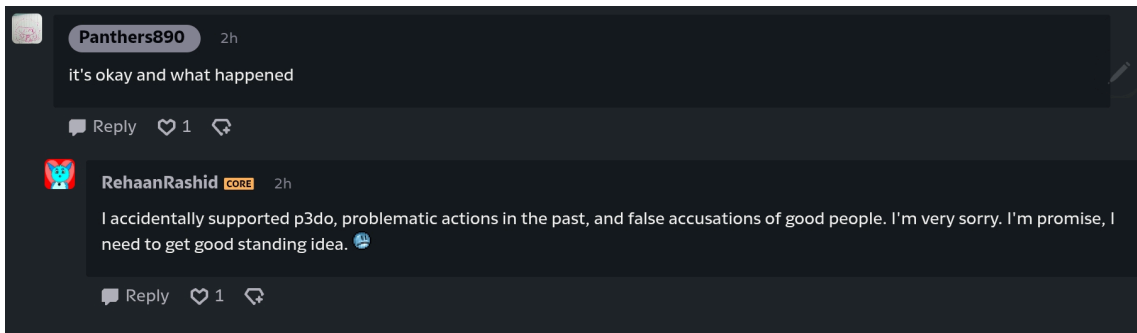 Panthers890 2h
it's okay and what happened
Reply 1
RehaanRashid CORE 2h
I accidentally supported p3do, problematic actions in the past, and false accusations of good people. I'm very sorry. I'm promise, I
need to get good standing idea.
Reply 1